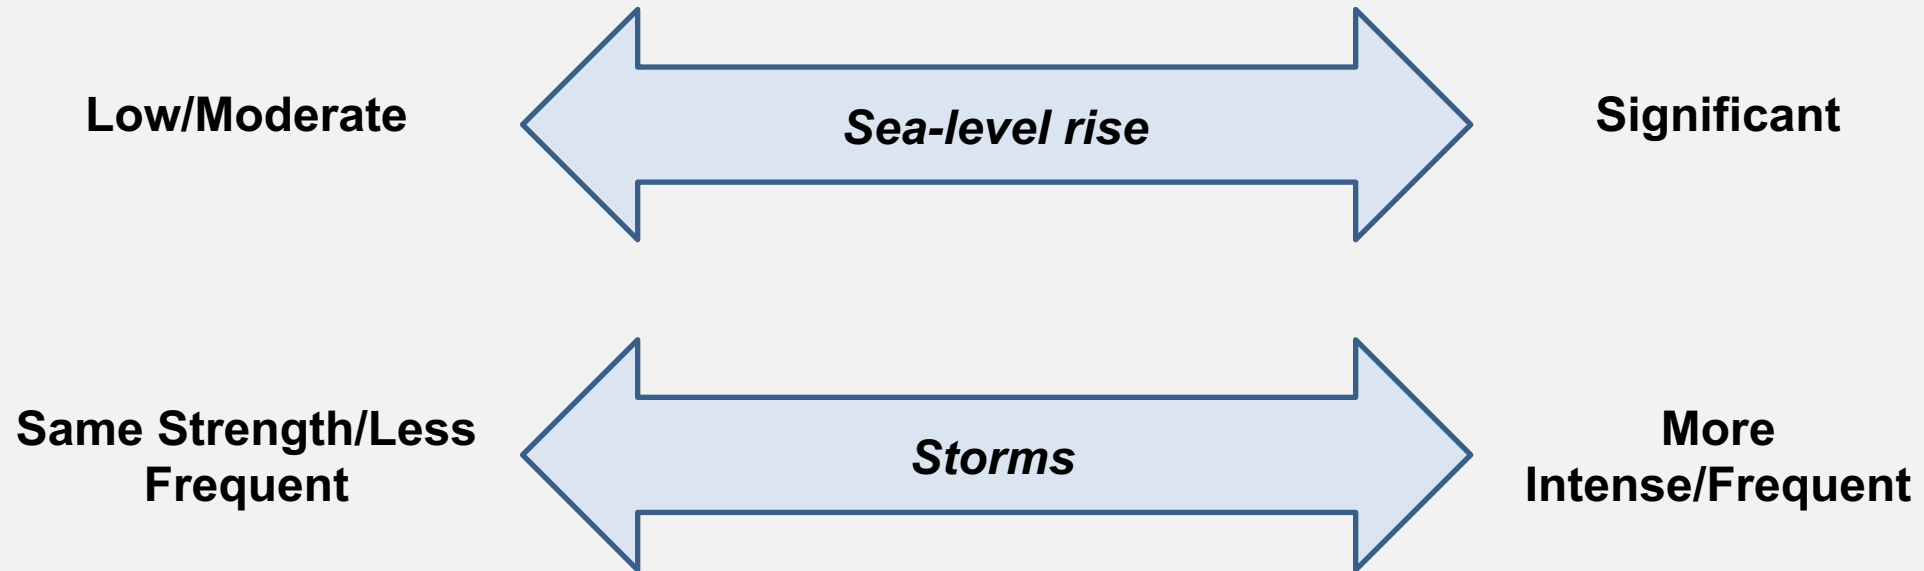 Low/Moderate
Sea-level rise
Significant
Same Strength/Less
Frequent
Storms
More
Intense/Frequent